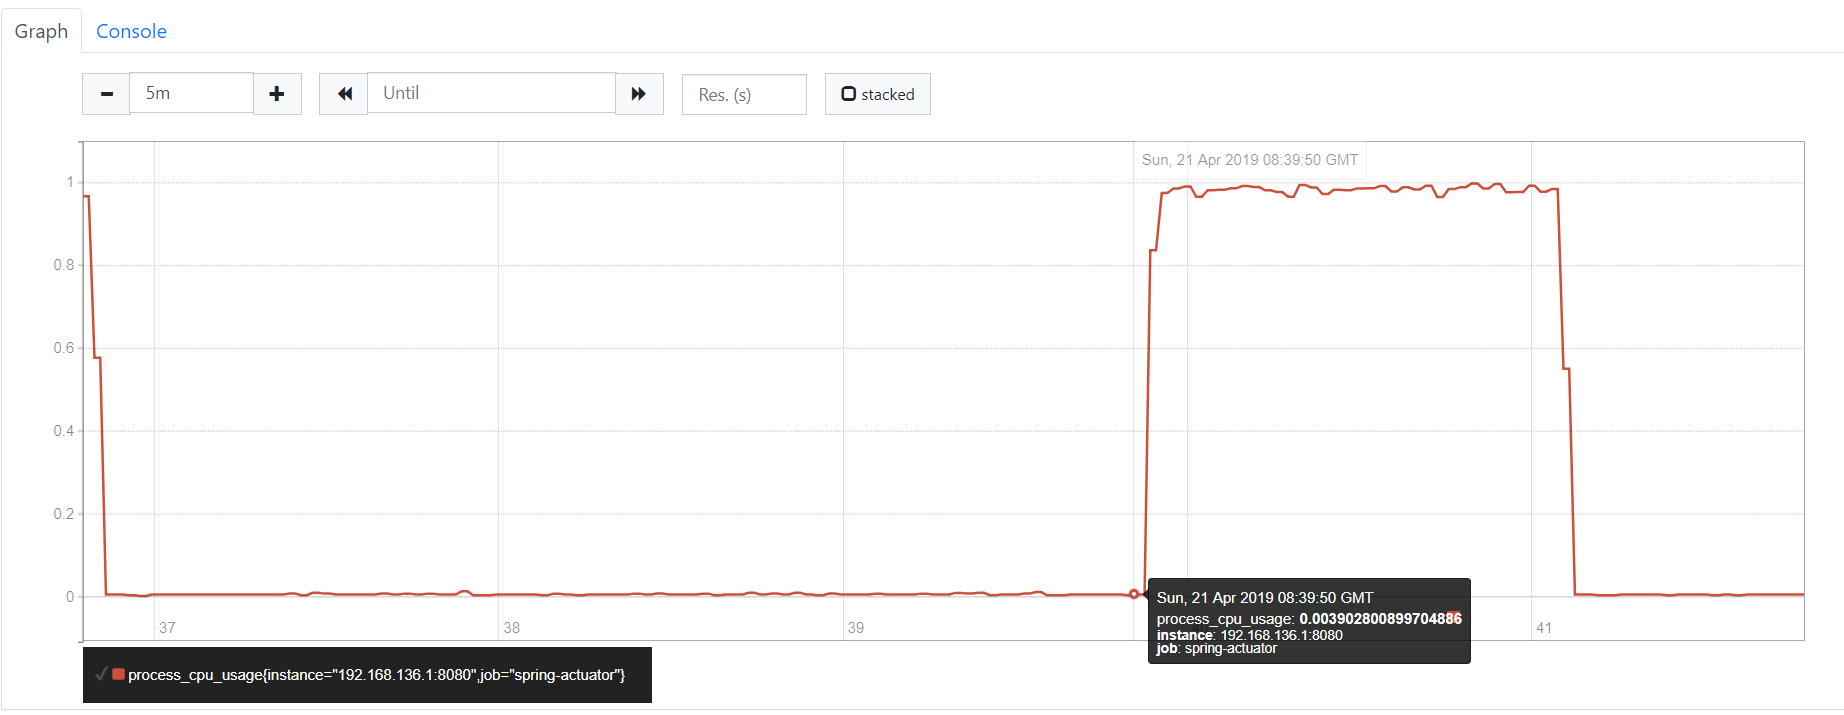 Graph Console
5m Until Res. (s) stacked
Sun, 21 Apr 2019 08:39:50 GMT
1
0.8
0.6
0.4
0.2
0
37 38 39 41
Sun, 21 Apr 2019 08:39:50 GMT
process_cpu_usage: 0.003902800899704886
instance: 192.168.136.1:8080
job: spring-actuator
process_cpu_usage{instance="192.168.136.1:8080",job="spring-actuator"}